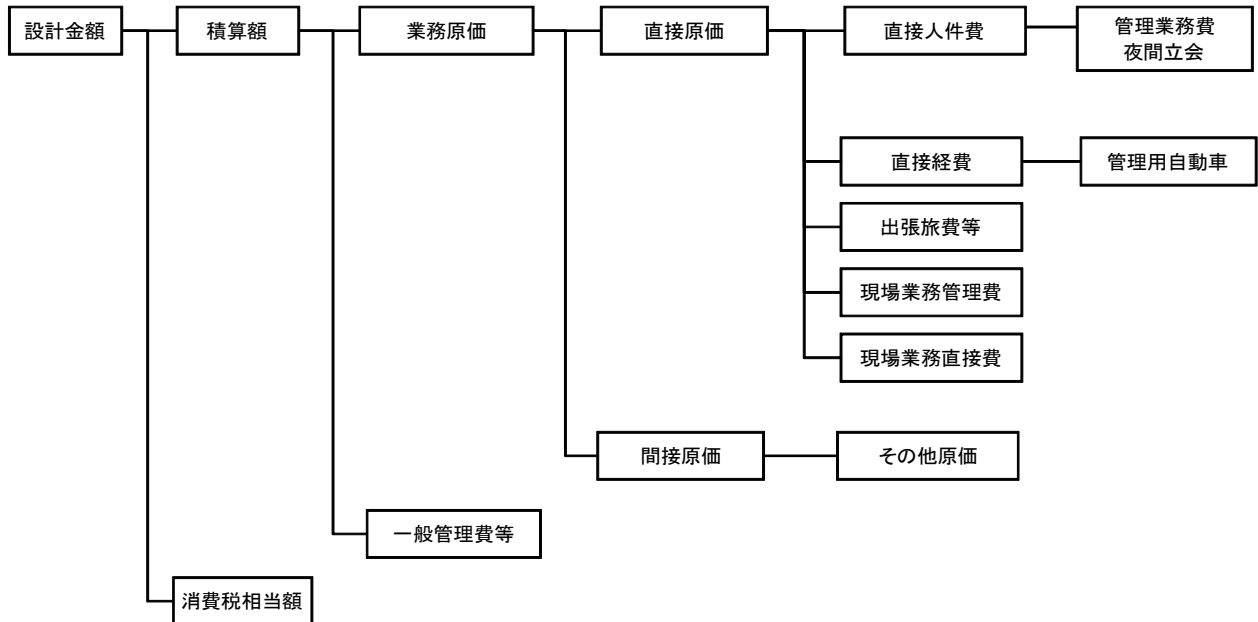 設計金額
積算額
業務原価
直接原価
直接人件費
管理業務費
夜間立会
直接経費
管理用自動車
出張旅費等
現場業務管理費
現場業務直接費
間接原価
その他原価
一般管理費等
消費税相当額